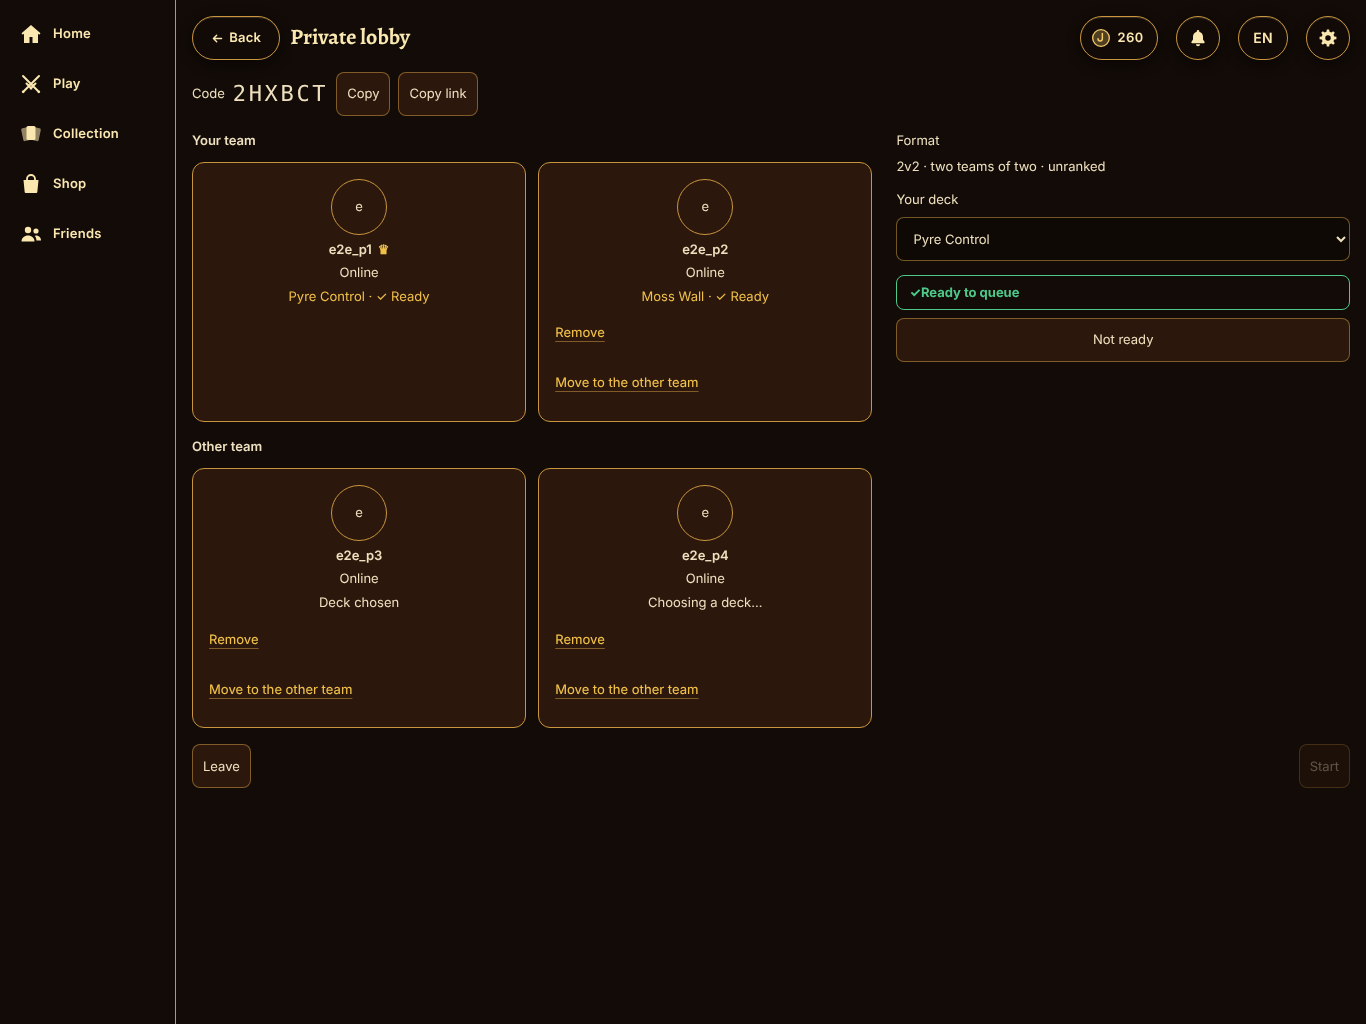 Home
Play
Collection
Shop
Friends
← Back
Private lobby
J 260
EN
Code 2HXBCT Copy Copy link
Your team
e
e2e_p1 ♛
Online
Pyre Control · ✓ Ready
e
e2e_p2
Online
Moss Wall · ✓ Ready
Remove
Move to the other team
Other team
e
e2e_p3
Online
Deck chosen
Remove
Move to the other team
e
e2e_p4
Online
Choosing a deck…
Remove
Move to the other team
Format
2v2 · two teams of two · unranked
Your deck
Pyre Control
✓Ready to queue
Not ready
Leave
Start